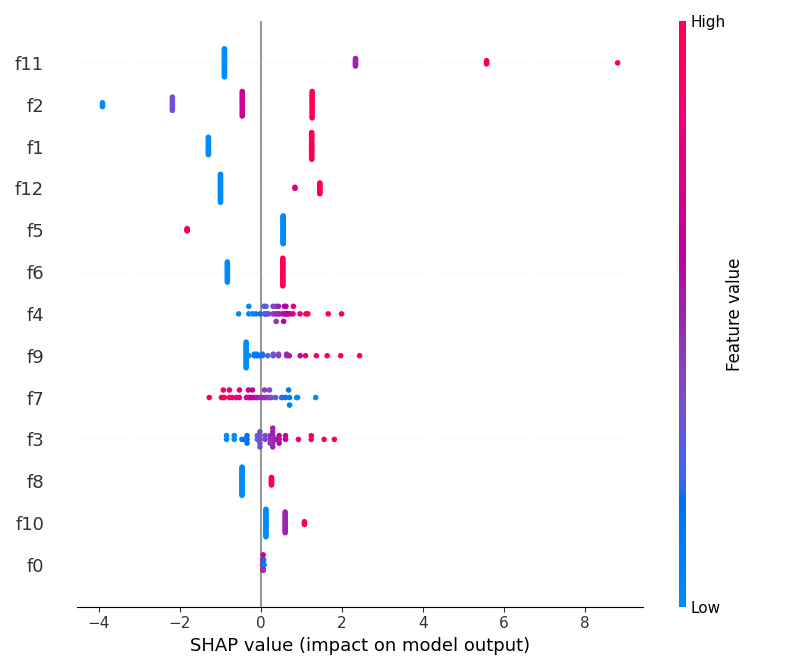 High
f11
f2
f1
f12
f5
f6
f4
f9
f7
f3
f8
f10
f0
Feature value
Low
−4 −2 0 2 4 6 8
SHAP value (impact on model output)